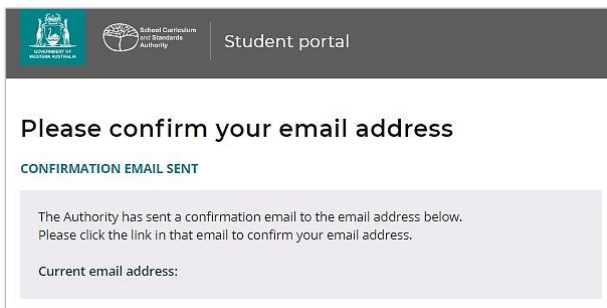 GOVERNMENT OF
WESTERN AUSTRALIA
School Curriculum
and Standards
Authority
Student portal
Please confirm your email address
CONFIRMATION EMAIL SENT
The Authority has sent a confirmation email to the email address below.
Please click the link in that email to confirm your email address.
Current email address: